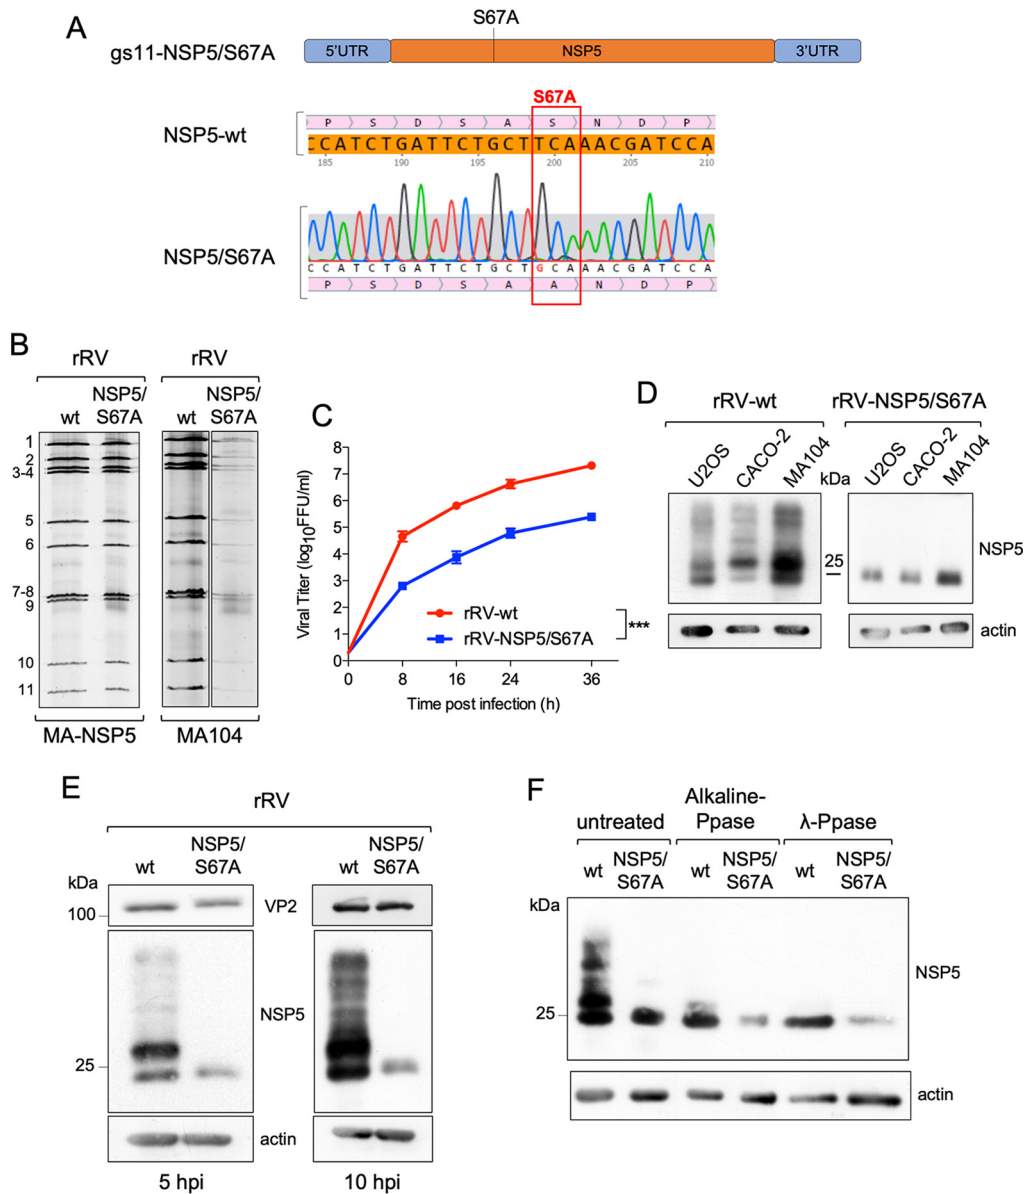 A
S67A
gs11-NSP5/S67A
5'UTR
NSP5
3'UTR
S67A
NSP5-wt
P S D S A S N D P
CCATCTGATTCTGCTTCAAACGATCCA
185 190 195 200 205 210
NSP5/S67A
CCATCTGATTCTGCTGCAAACGATCCA
P S D S A A N D P
B
rRV
rRV
wt
NSP5/
S67A
wt
NSP5/
S67A
1
2
3-4
5
6
7-8
9
10
11
MA-NSP5
MA104
C
Viral Titer (log10FFU/ml)
8
7
6
5
4
3
2
1
0
rRV-wt
rRV-NSP5/S67A
***
0 8 16 24 36
Time post infection (h)
D
rRV-wt
rRV-NSP5/S67A
U2OS
CACO-2
MA104
kDa
U2OS
CACO-2
MA104
25
NSP5
actin
E
rRV
wt
NSP5/
S67A
wt
NSP5/
S67A
kDa
100
VP2
25
NSP5
actin
5 hpi
10 hpi
F
untreated
Alkaline-
Ppase
λ-Ppase
wt
NSP5/
S67A
wt
NSP5/
S67A
wt
NSP5/
S67A
kDa
25
NSP5
actin